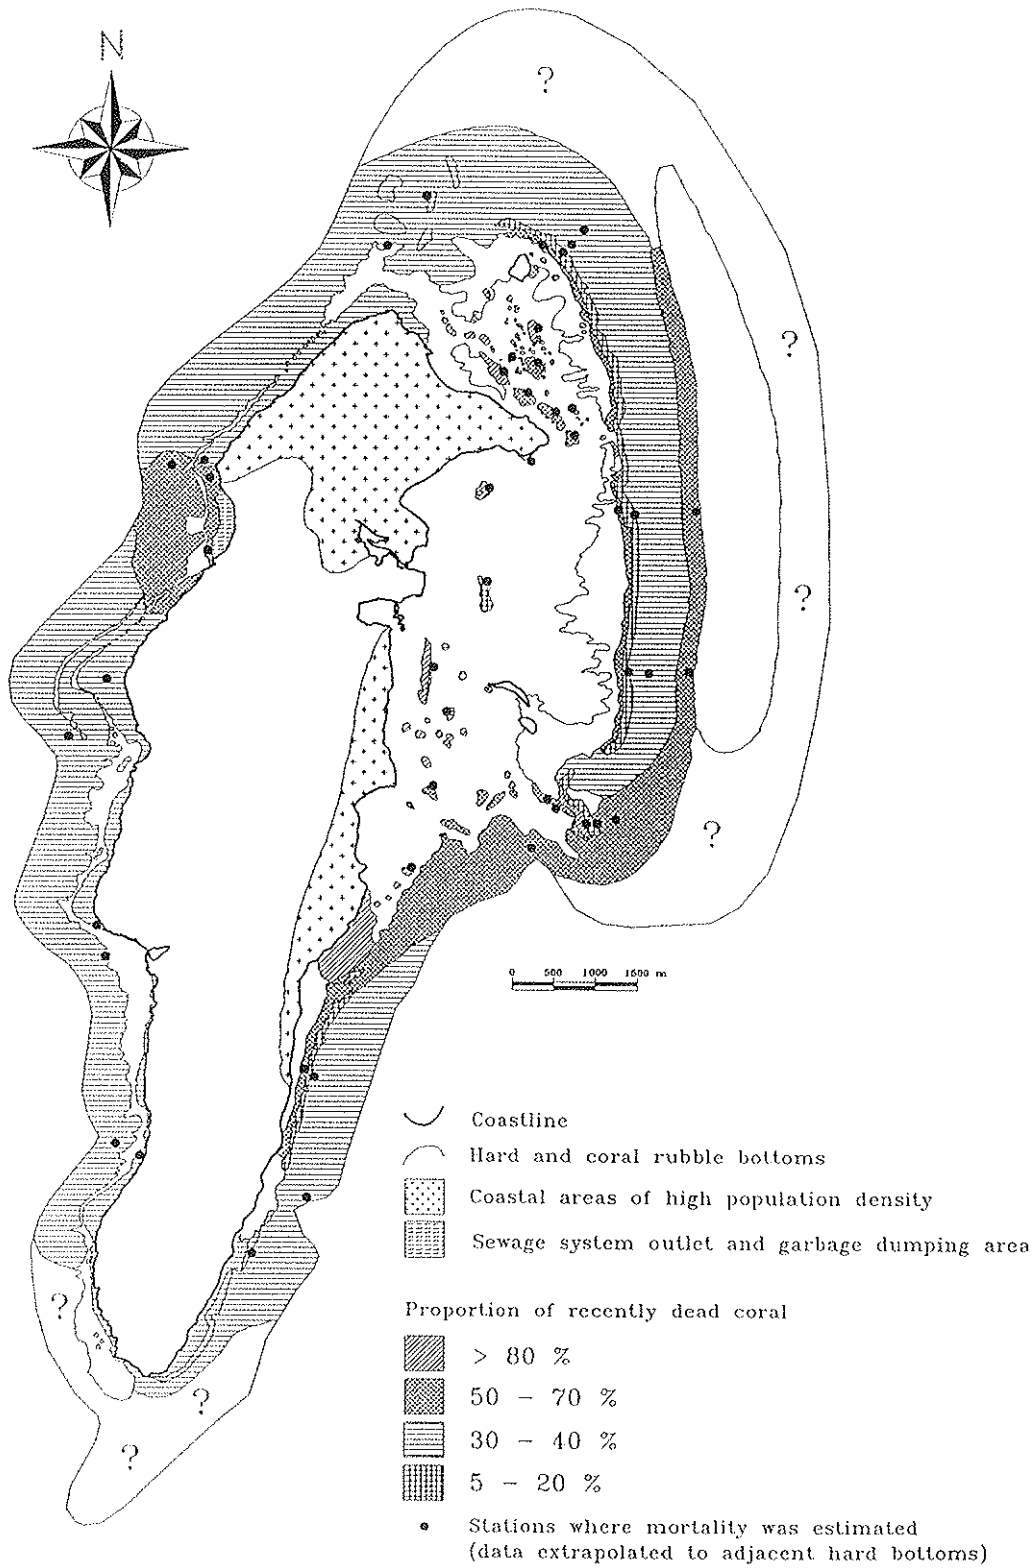 N
?
?
?
?
0 500 1000 1500 m
Coastline
Hard and coral rubble bottoms
Coastal areas of high population density
Sewage system outlet and garbage dumping area
?
Proportion of recently dead coral
> 80 %
?
50 – 70 %
30 – 40 %
?
5 – 20 %
Stations where mortality was estimated
(data extrapolated to adjacent hard bottoms)